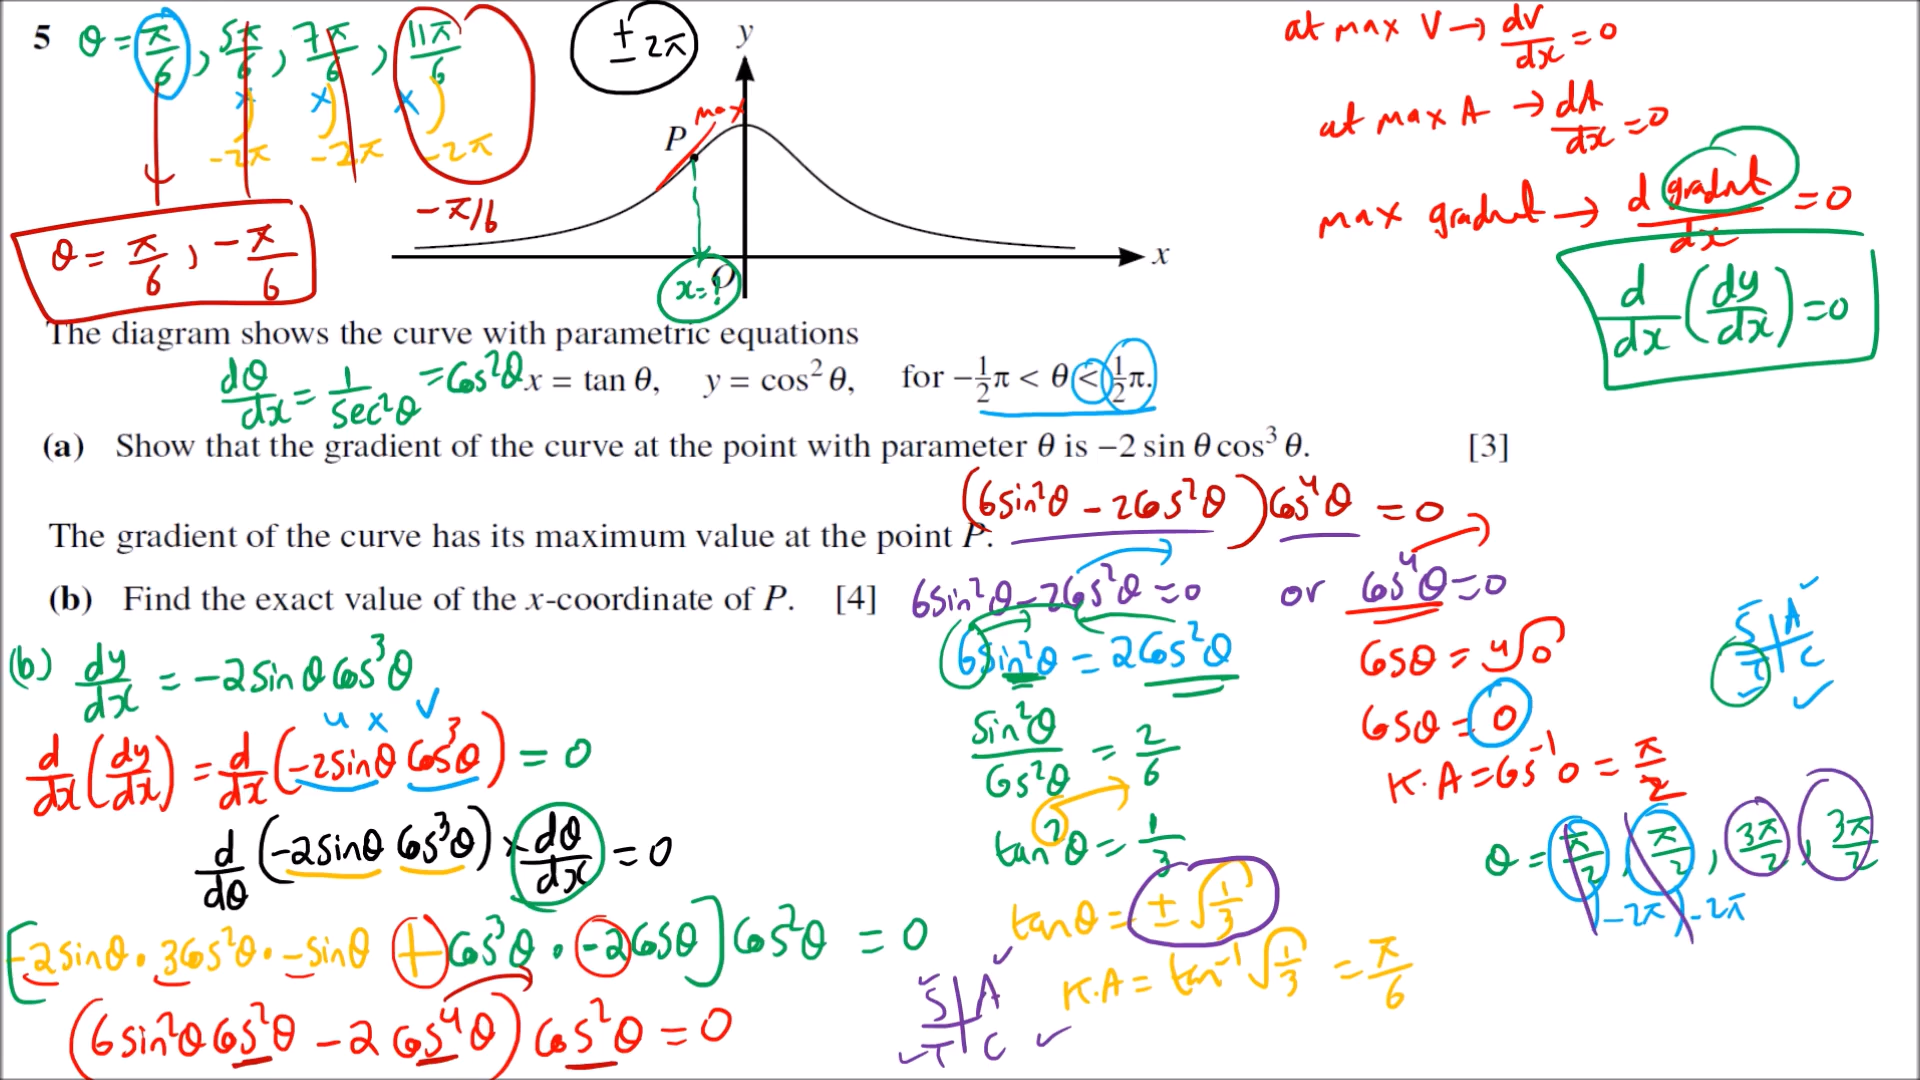 5 θ = π/6, 5π/6, 7π/6, 11π/6
x x x
-2π -2π -2π
-π/6
θ = π/6, -π/6
± 2π
y
max
P
x
O
x=?
at max V → dV/dx = 0
at max A → dA/dx = 0
max gradnt → d gradnt/dx = 0
d/dx (dy/dx) = 0
The diagram shows the curve with parametric equations
dθ/dx = 1/sec²θ = cos²θ
x = tan θ, y = cos² θ, for −½π < θ < ½π.
(a) Show that the gradient of the curve at the point with parameter θ is −2 sin θ cos³ θ. [3]
The gradient of the curve has its maximum value at the point P.
(b) Find the exact value of the x-coordinate of P. [4]
(b) dy/dx = -2sinθ cos³θ
u x v
d/dx (dy/dx) = d/dx (-2sinθ cos³θ) = 0
d/dθ (-2sinθ cos³θ) × dθ/dx = 0
[-2sinθ · 3cos²θ · -sinθ + cos³θ · -2cosθ] cos²θ = 0
(6sin²θ cos²θ - 2cos⁴θ) cos²θ = 0
(6sin²θ - 2cos²θ) cos⁴θ = 0
6sin²θ - 2cos²θ = 0 or cos⁴θ = 0
6sin²θ = 2cos²θ
sin²θ/cos²θ = 2/6
tan²θ = 1/3
tanθ = ± √(1/3)
K.A = tan⁻¹ √(1/3) = π/6
S A
T C
cosθ = ⁴√0
cosθ = 0
K.A = cos⁻¹ 0 = π/2
S A
T C
θ = π/2, π/2, 3π/2, 3π/2
-2π -2π